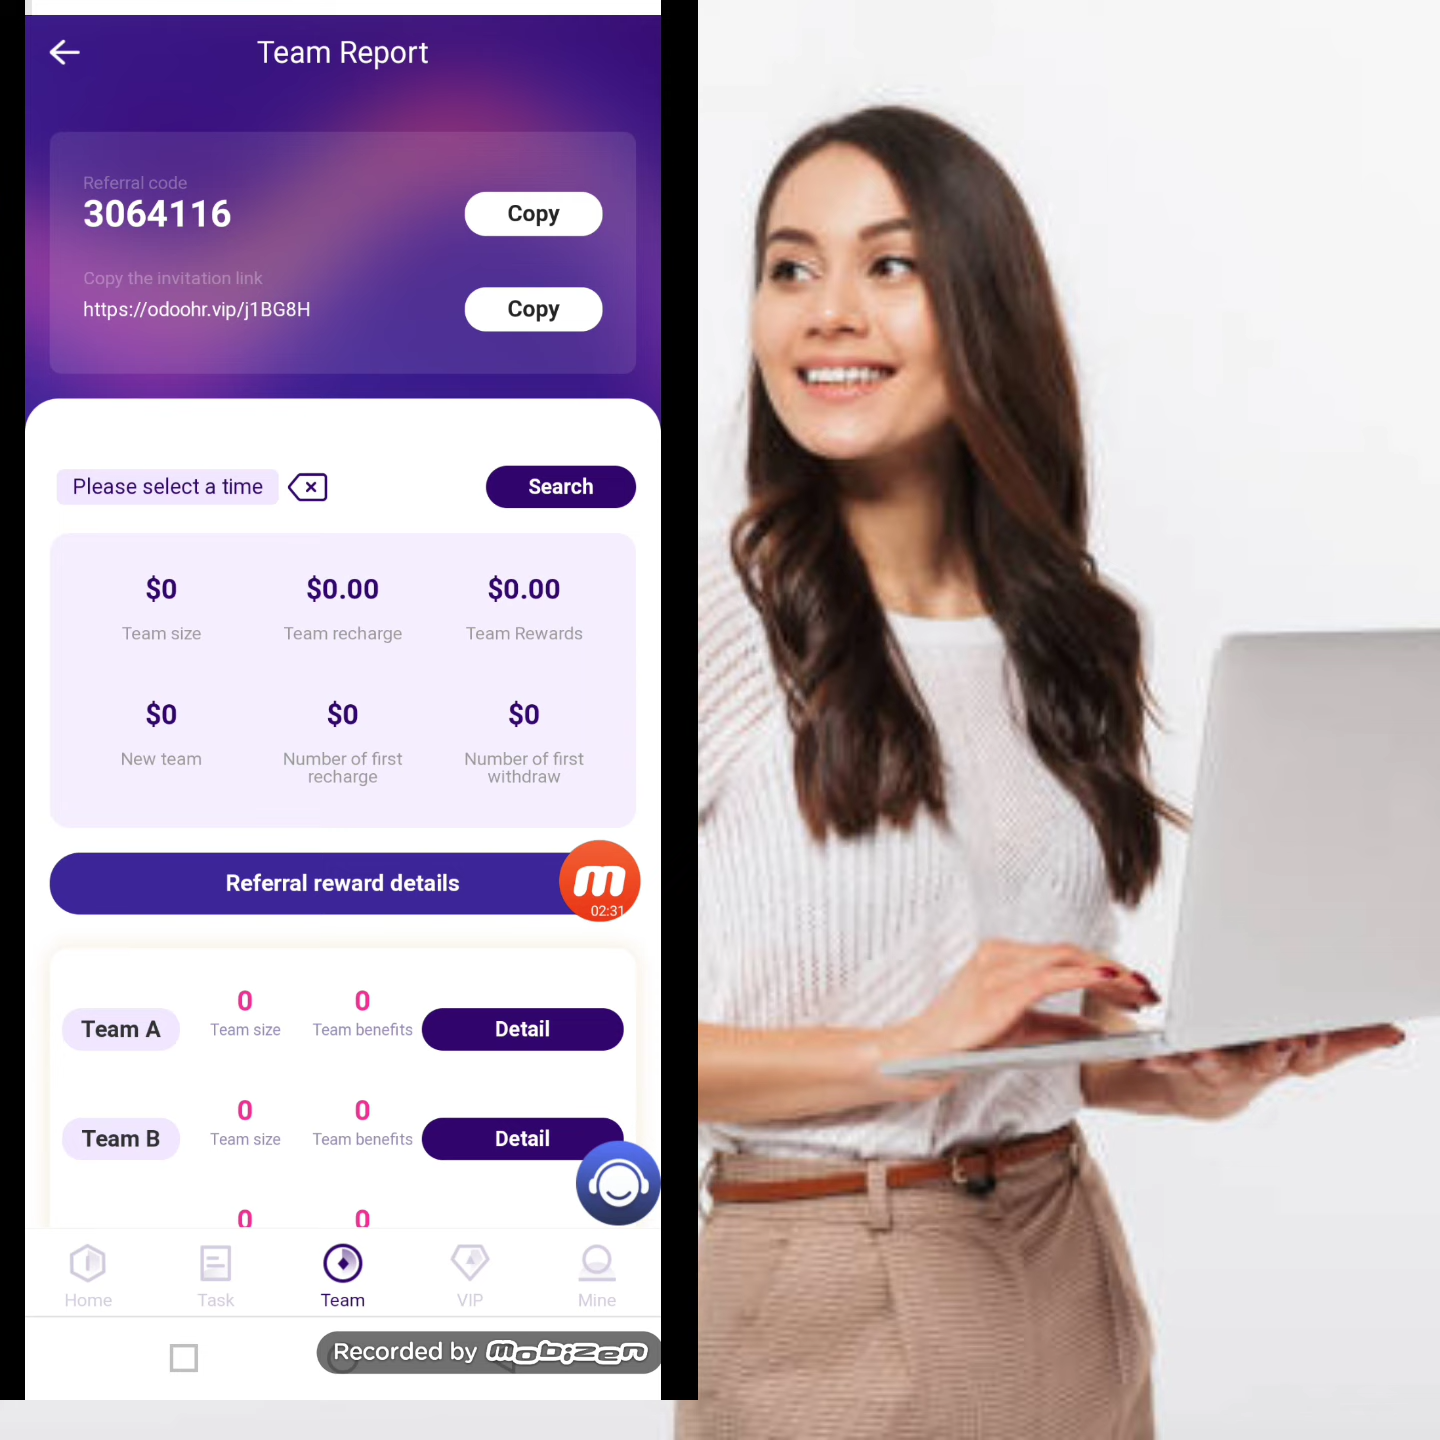 Team Report
Referral code
3064116
Copy
Copy the invitation link
https://odoohr.vip/j1BG8H
Copy
Please select a time
Search
$0
$0.00
$0.00
Team size
Team recharge
Team Rewards
$0
$0
$0
New team
Number of first recharge
Number of first withdraw
Referral reward details
m
02:31
0
0
Team A
Team size
Team benefits
Detail
0
0
Team B
Team size
Team benefits
Detail
0
0
Home
Task
Team
VIP
Mine
Recorded by mobizen